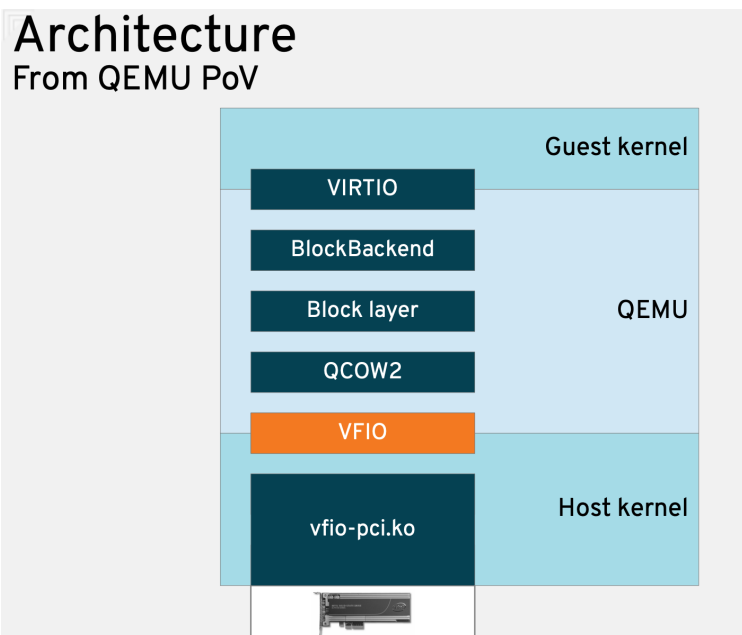 Architecture
From QEMU PoV
Guest kernel
VIRTIO
BlockBackend
Block layer
QEMU
QCOW2
VFIO
vfio-pci.ko
Host kernel